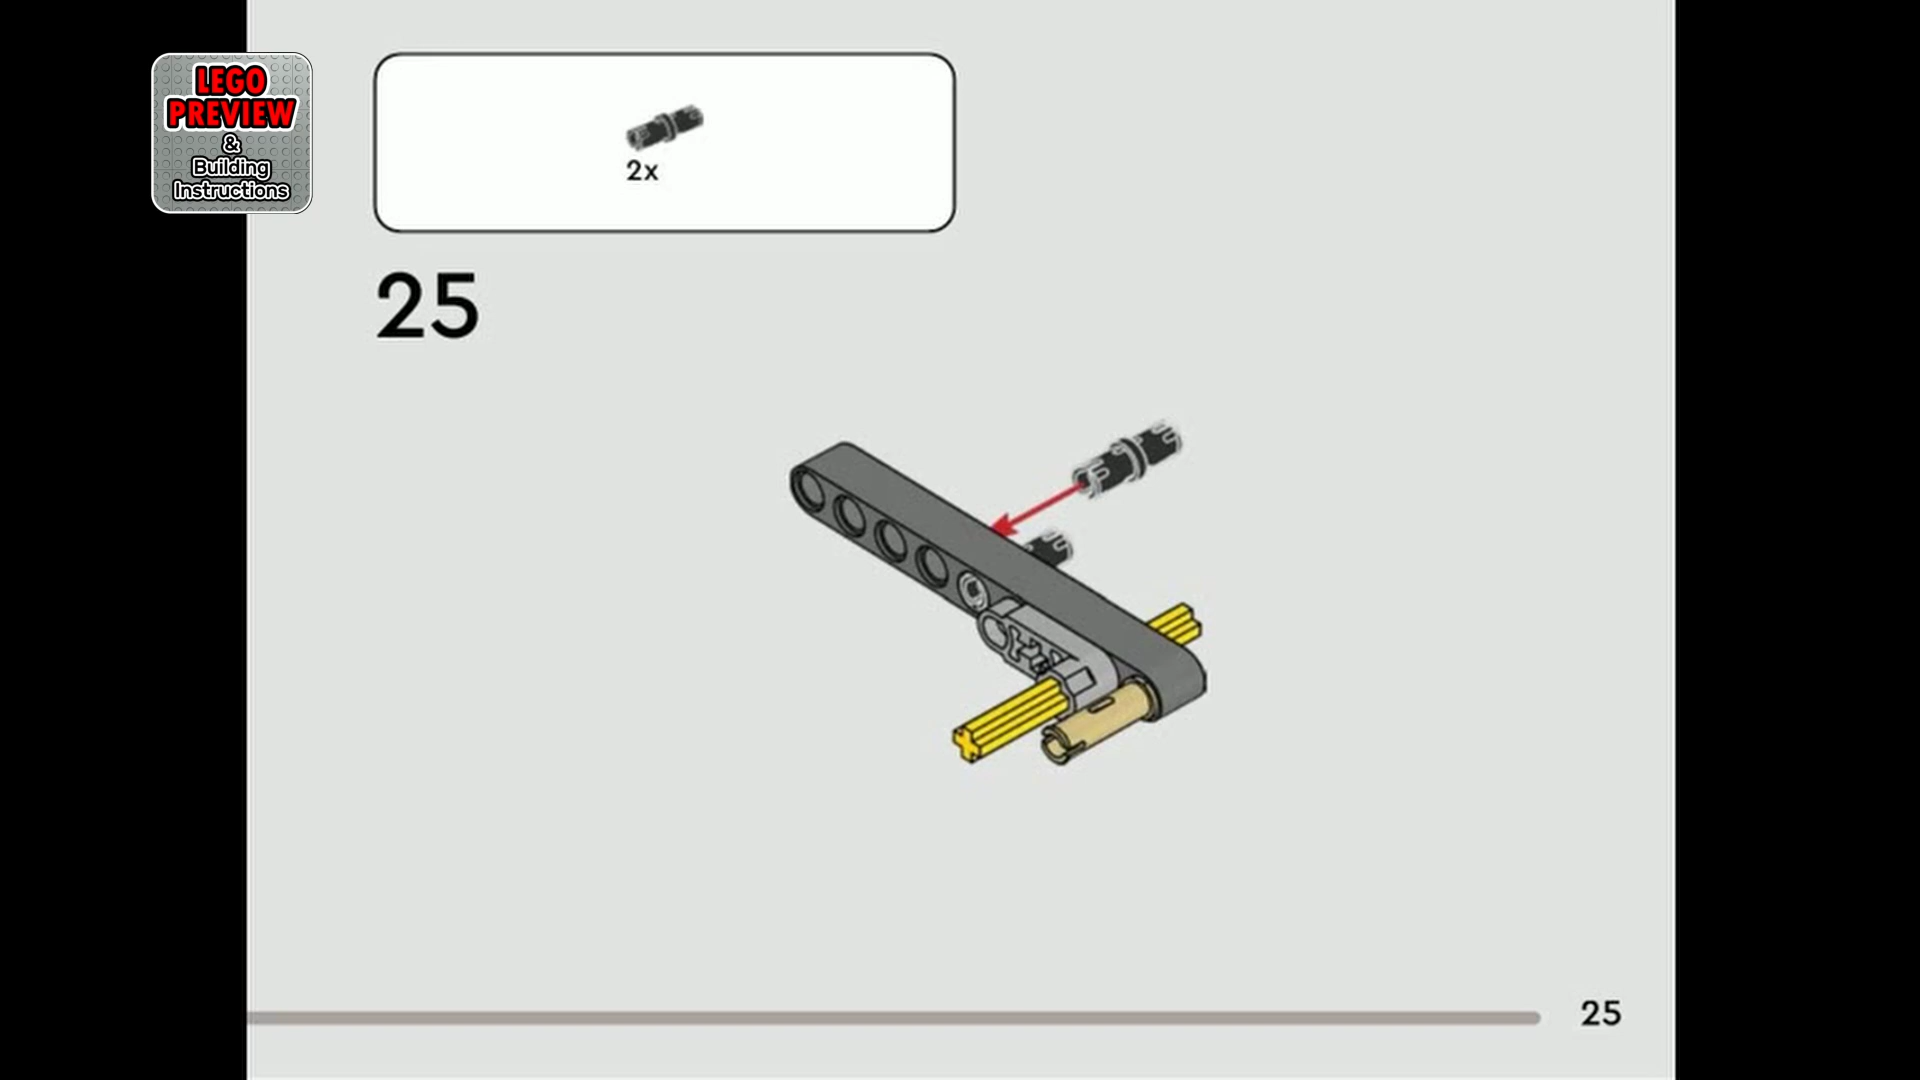 LEGO
PREVIEW
&
Building
Instructions
2x
25
25